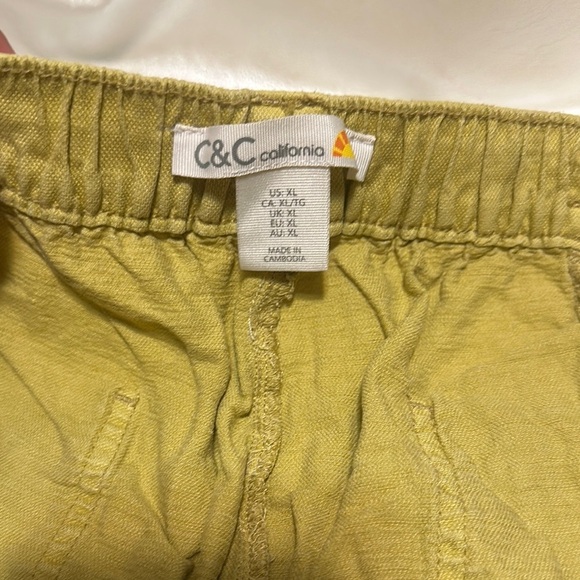 C&C california
US: XL
CA: XL/TG
UK: XL
EU: XL
AU: XL
MADE IN
CAMBODIA